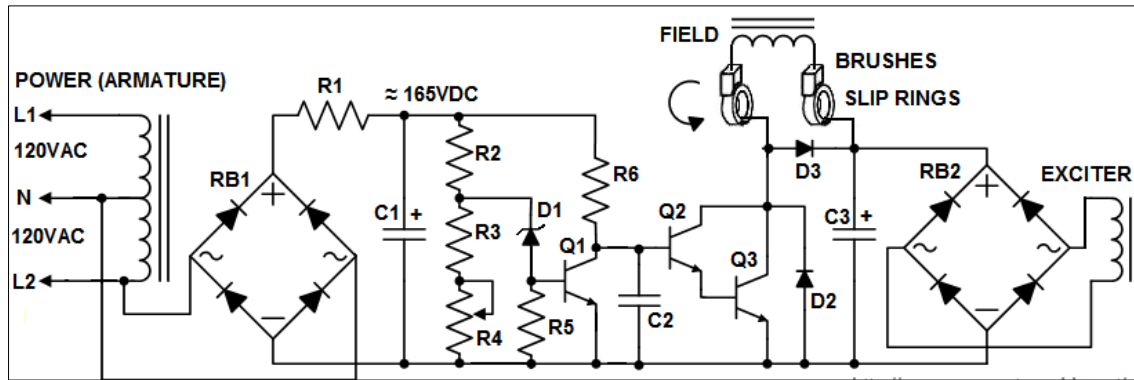 FIELD
BRUSHES
SLIP RINGS
POWER (ARMATURE)
L1
120VAC
N
120VAC
L2
RB1
+
~
~
−
R1
≈ 165VDC
C1 +
R2
R3
R4
D1
R5
R6
Q1
C2
Q2
Q3
D3
D2
C3 +
RB2
+
~
~
−
EXCITER